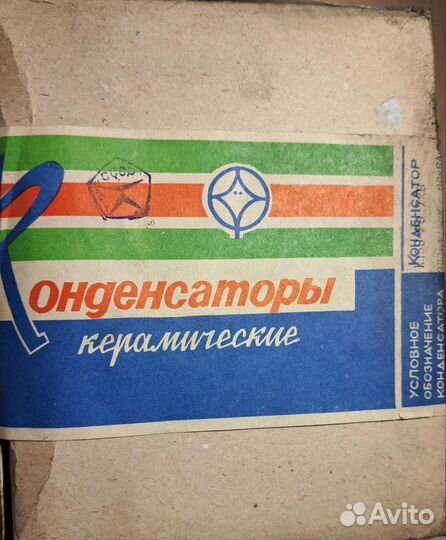 СССР
Конденсаторы
керамические
КОНДЕНСАТОР
УСЛОВНОЕ
ОБОЗНАЧЕНИЕ
КОНДЕНСАТОРА
Avito